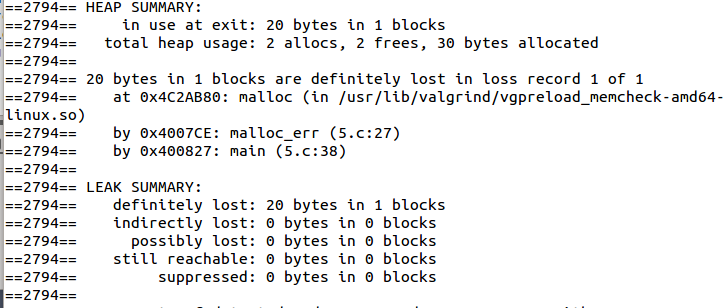 ==2794== HEAP SUMMARY:
==2794==     in use at exit: 20 bytes in 1 blocks
==2794==   total heap usage: 2 allocs, 2 frees, 30 bytes allocated
==2794==
==2794== 20 bytes in 1 blocks are definitely lost in loss record 1 of 1
==2794==    at 0x4C2AB80: malloc (in /usr/lib/valgrind/vgpreload_memcheck-amd64-
linux.so)
==2794==    by 0x4007CE: malloc_err (5.c:27)
==2794==    by 0x400827: main (5.c:38)
==2794==
==2794== LEAK SUMMARY:
==2794==    definitely lost: 20 bytes in 1 blocks
==2794==    indirectly lost: 0 bytes in 0 blocks
==2794==      possibly lost: 0 bytes in 0 blocks
==2794==    still reachable: 0 bytes in 0 blocks
==2794==         suppressed: 0 bytes in 0 blocks
==2794==